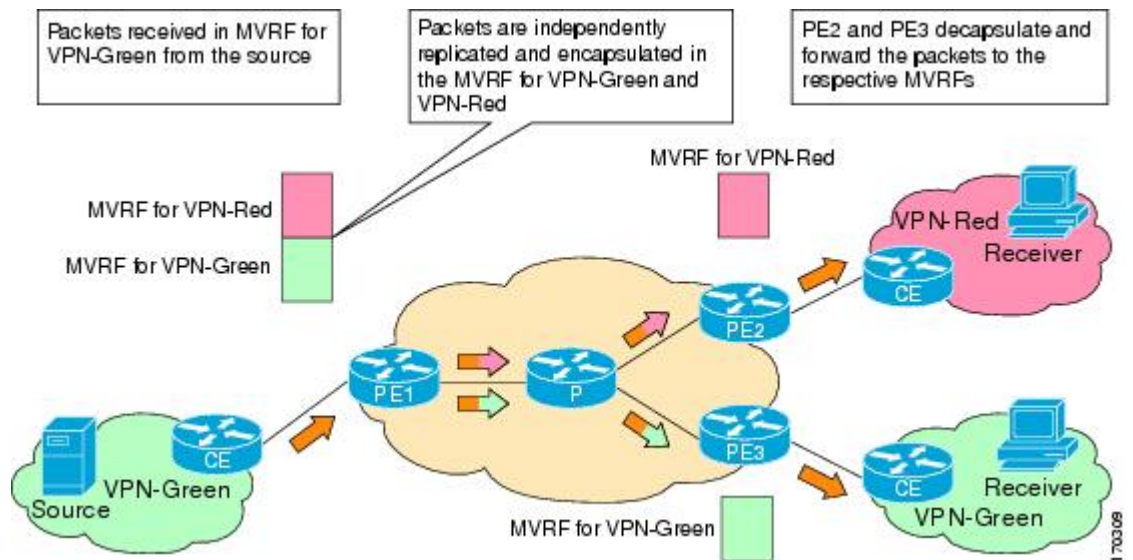 Packets received in MVRF for
VPN-Green from the source
Packets are independently
replicated and encapsulated in
the MVRF for VPN-Green and
VPN-Red
PE2 and PE3 decapsulate and
forward the packets to the
respective MVRFs
MVRF for VPN-Red
MVRF for VPN-Red
MVRF for VPN-Green
VPN-Red
Receiver
CE
PE2
PE1
P
PE3
CE
VPN-Green
Source
CE
Receiver
VPN-Green
MVRF for VPN-Green
170309